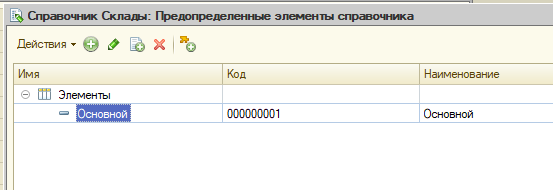 Справочник Склады: Предопределенные элементы справочника
Действия
Имя Код Наименование
Элементы
Основной 000000001 Основной